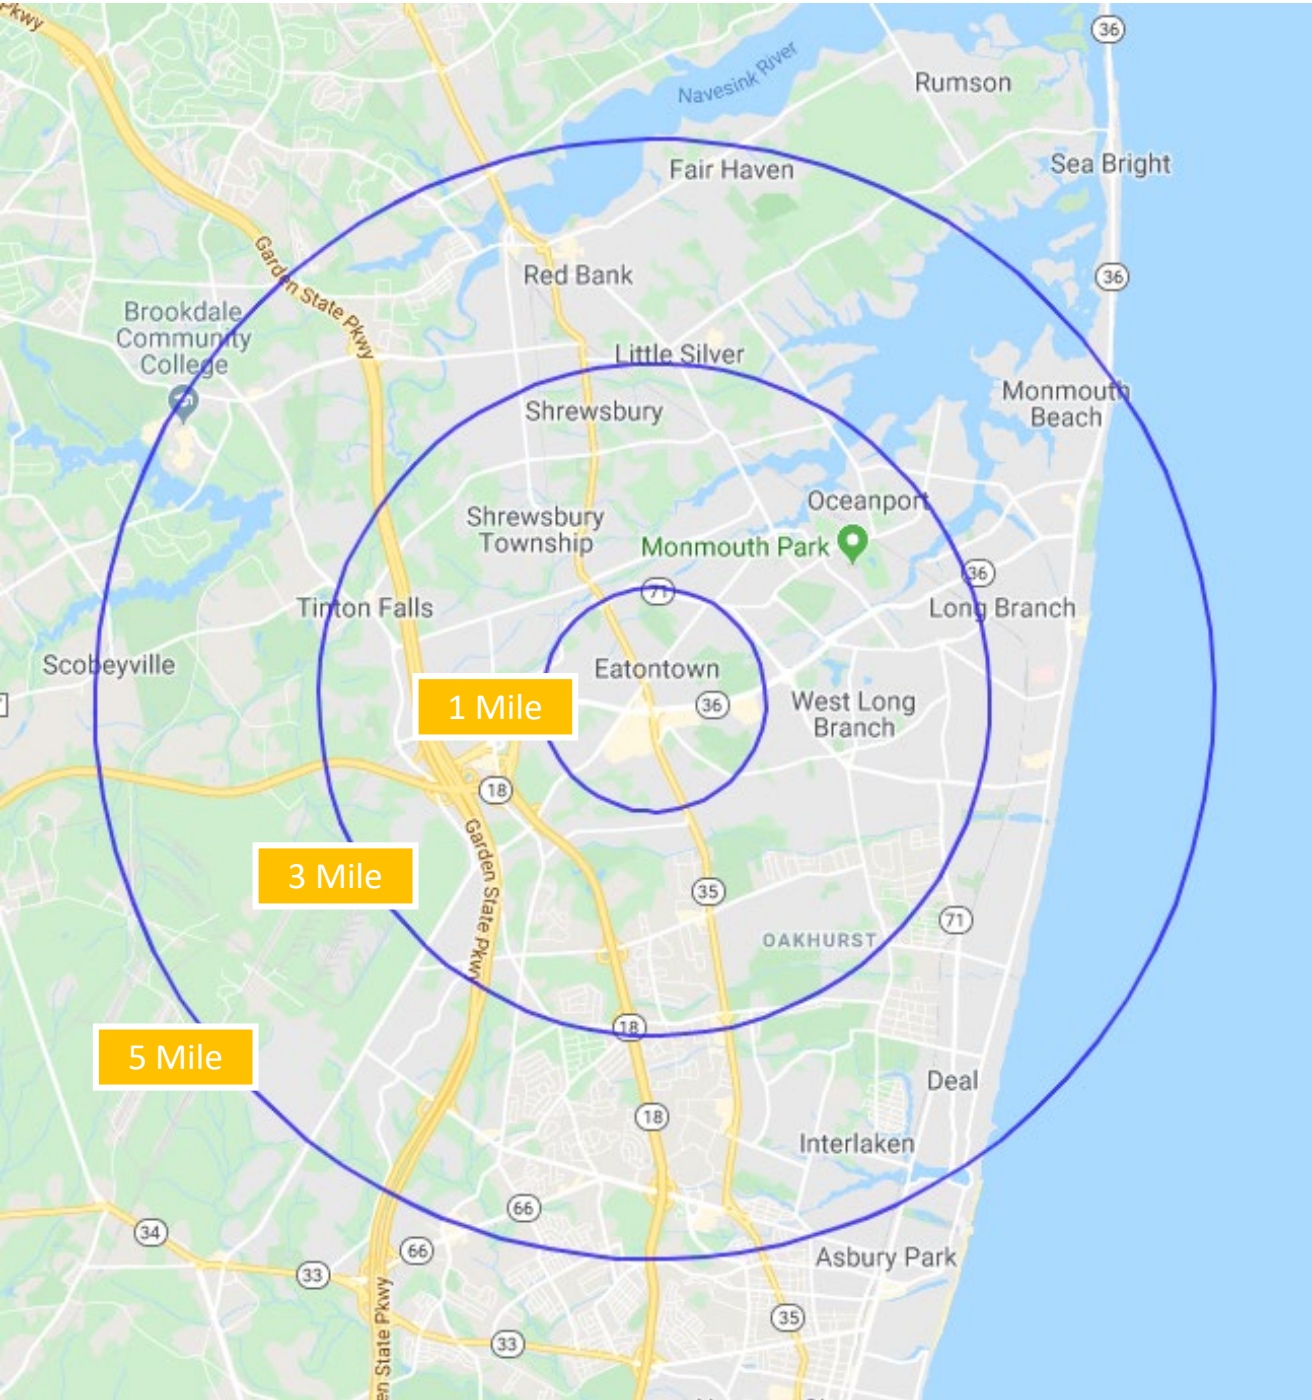 Pkwy
36
Navesink River
Rumson
Fair Haven
Sea Bright
Garden State Pkwy
Red Bank
36
Brookdale
Community
College
Little Silver
Monmouth
Beach
Shrewsbury
Oceanport
Shrewsbury
Township
Monmouth Park
36
71
Tinton Falls
Long Branch
Scobeyville
Eatontown
1 Mile
36
West Long
Branch
18
3 Mile
Garden State Pkwy
35
71
OAKHURST
18
5 Mile
Deal
18
Interlaken
66
34
66
Asbury Park
33
35
33
en State Pkwy